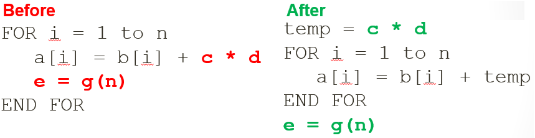 Before
FOR i = 1 to n
a[i] = b[i] + c * d
e = g(n)
END FOR
After
temp = c * d
FOR i = 1 to n
a[i] = b[i] + temp
END FOR
e = g(n)